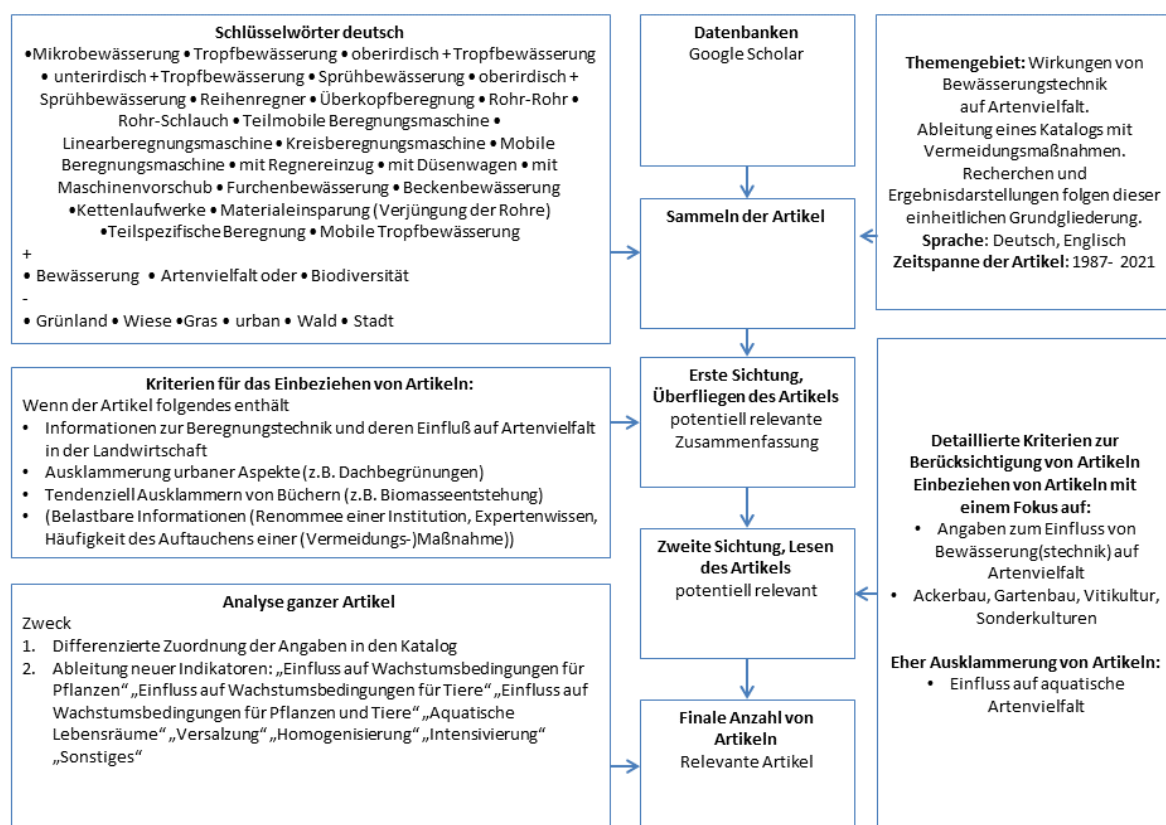 Schlüsselwörter deutsch
•Mikrobewässerung • Tropfbewässerung • oberirdisch + Tropfbewässerung
• unterirdisch + Tropfbewässerung • Sprühbewässerung • oberirdisch +
Sprühbewässerung • Reihenregner • Überkopfberegnung • Rohr-Rohr •
Rohr-Schlauch • Teilmobile Beregnungsmaschine •
Linearberegnungsmaschine • Kreisberegnungsmaschine • Mobile
Beregnungsmaschine • mit Regnereinzug • mit Düsenwagen • mit
Maschinenvorschub • Furchenbewässerung • Beckenbewässerung
•Kettenlaufwerke • Materialeinsparung (Verjüngung der Rohre)
•Teilspezifische Beregnung • Mobile Tropfbewässerung
+
• Bewässerung • Artenvielfalt oder • Biodiversität
-
• Grünland • Wiese •Gras • urban • Wald • Stadt
Datenbanken
Google Scholar
Themengebiet: Wirkungen von
Bewässerungstechnik
auf Artenvielfalt.
Ableitung eines Katalogs mit
Vermeidungsmaßnahmen.
Recherchen und
Ergebnisdarstellungen folgen dieser
einheitlichen Grundgliederung.
Sprache: Deutsch, Englisch
Zeitspanne der Artikel: 1987- 2021
Sammeln der Artikel
Kriterien für das Einbeziehen von Artikeln:
Wenn der Artikel folgendes enthält
• Informationen zur Beregnungstechnik und deren Einfluß auf Artenvielfalt
in der Landwirtschaft
• Ausklammerung urbaner Aspekte (z.B. Dachbegrünungen)
• Tendenziell Ausklammern von Büchern (z.B. Biomasseentstehung)
• (Belastbare Informationen (Renommee einer Institution, Expertenwissen,
Häufigkeit des Auftauchens einer (Vermeidungs-)Maßnahme))
Erste Sichtung,
Überfliegen des Artikels
potentiell relevante
Zusammenfassung
Detaillierte Kriterien zur
Berücksichtigung von Artikeln
Einbeziehen von Artikeln mit
einem Fokus auf:
• Angaben zum Einfluss von
Bewässerung(stechnik) auf
Artenvielfalt
• Ackerbau, Gartenbau, Vitikultur,
Sonderkulturen
Eher Ausklammerung von Artikeln:
• Einfluss auf aquatische
Artenvielfalt
Zweite Sichtung, Lesen
des Artikels
potentiell relevant
Analyse ganzer Artikel
Zweck
1. Differenzierte Zuordnung der Angaben in den Katalog
2. Ableitung neuer Indikatoren: „Einfluss auf Wachstumsbedingungen für
Pflanzen“ „Einfluss auf Wachstumsbedingungen für Tiere“ „Einfluss auf
Wachstumsbedingungen für Pflanzen und Tiere“ „Aquatische
Lebensräume“ „Versalzung“ „Homogenisierung“ „Intensivierung“
„Sonstiges“
Finale Anzahl von
Artikeln
Relevante Artikel